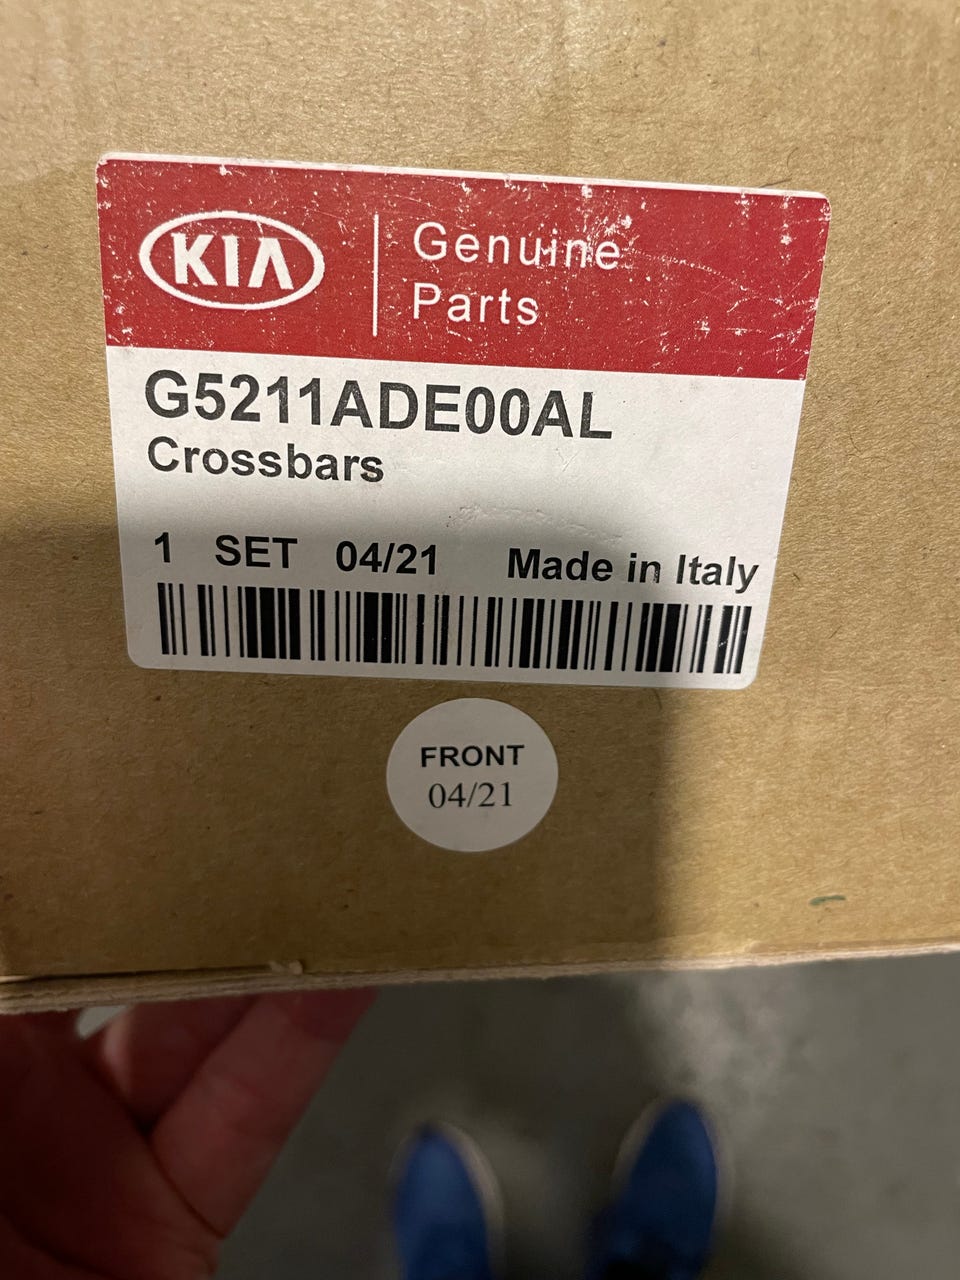 KIA
Genuine
Parts
G5211ADE00AL
Crossbars
1 SET 04/21 Made in Italy
FRONT
04/21